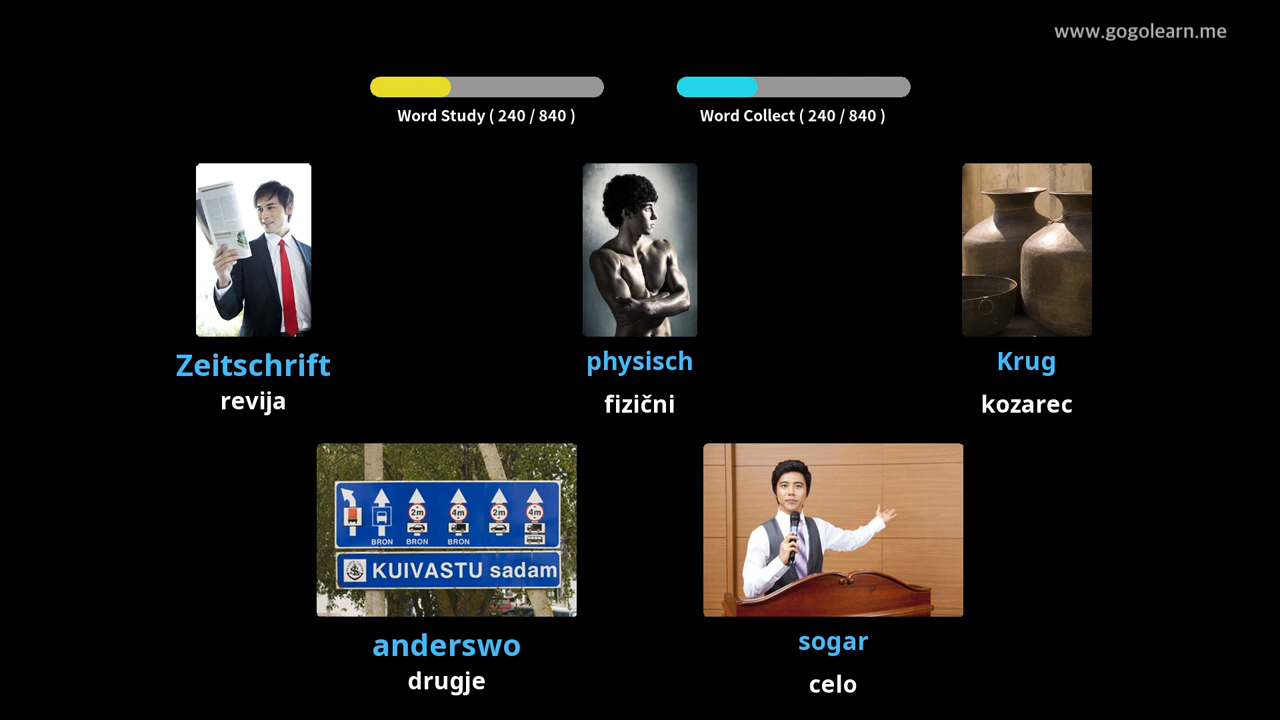 www.gogolearn.me
Word Study ( 240 / 840 )
Word Collect ( 240 / 840 )
Zeitschrift
revija
physisch
fizični
Krug
kozarec
2m
4m
2m
4m
BRON
BRON
BRON
KUIVASTU sadam
anderswo
drugje
sogar
celo